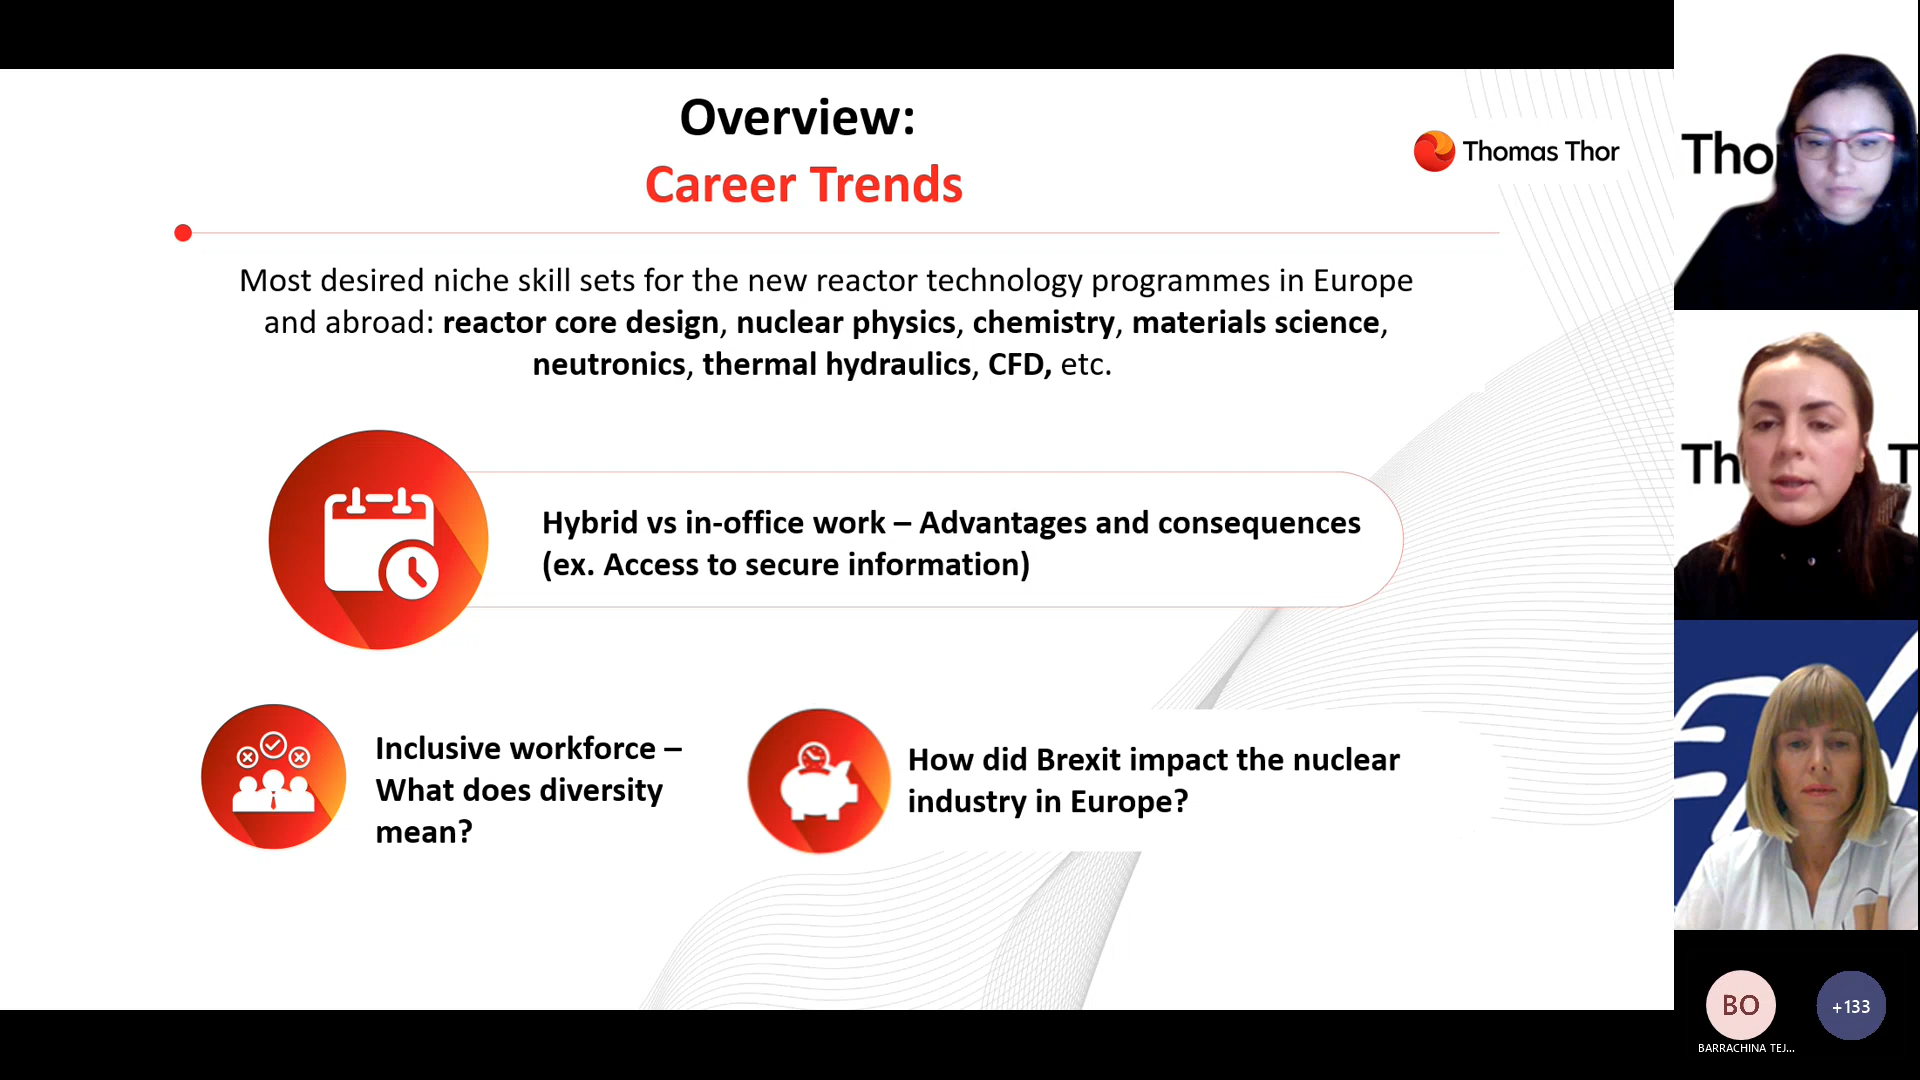 Overview:
Career Trends
Thomas Thor
Most desired niche skill sets for the new reactor technology programmes in Europe
and abroad: reactor core design, nuclear physics, chemistry, materials science,
neutronics, thermal hydraulics, CFD, etc.
Hybrid vs in-office work – Advantages and consequences
(ex. Access to secure information)
Inclusive workforce –
What does diversity
mean?
How did Brexit impact the nuclear
industry in Europe?
Tho
Th T
BO
+133
BARRACHINA TEJ...